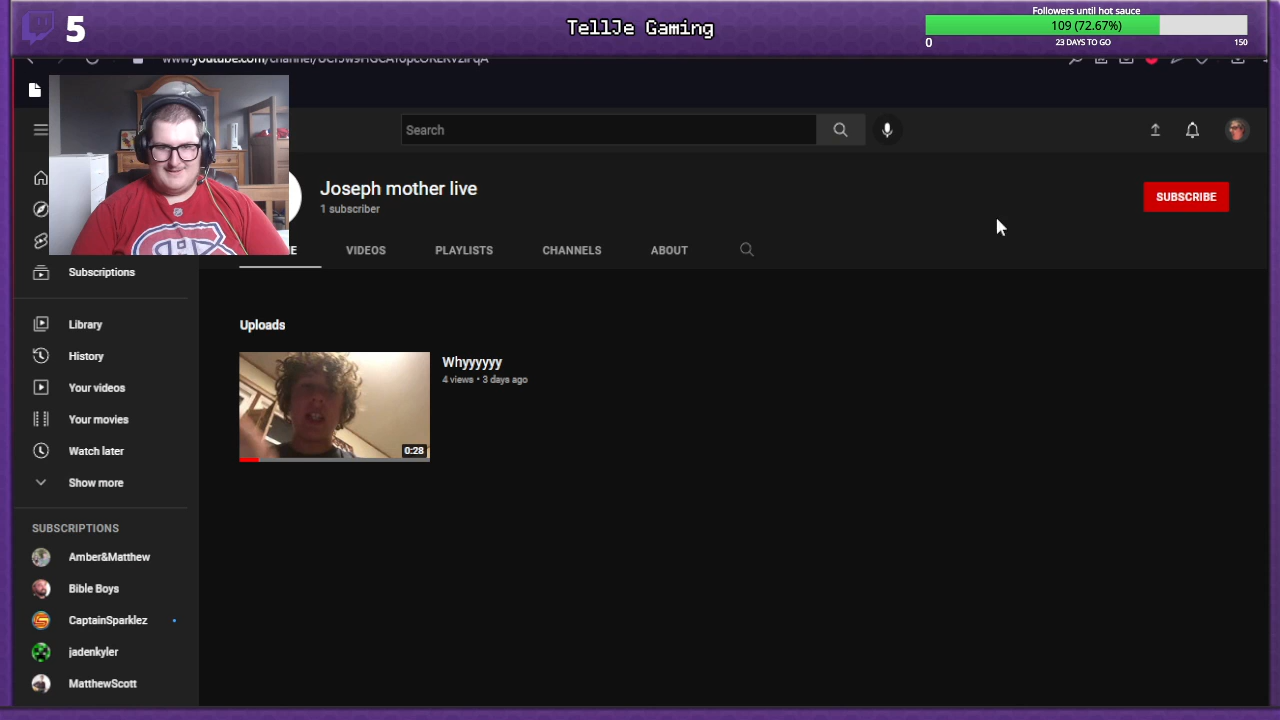 5
TellJe Gaming
Followers until hot sauce
109 (72.67%)
0
23 DAYS TO GO
150
Search
Joseph mother live
1 subscriber
SUBSCRIBE
VIDEOS
PLAYLISTS
CHANNELS
ABOUT
Subscriptions
Library
History
Your videos
Your movies
Watch later
Show more
SUBSCRIPTIONS
Amber&Matthew
Bible Boys
CaptainSparklez
jadenkyler
MatthewScott
Uploads
Whyyyyyy
4 views • 3 days ago
0:28